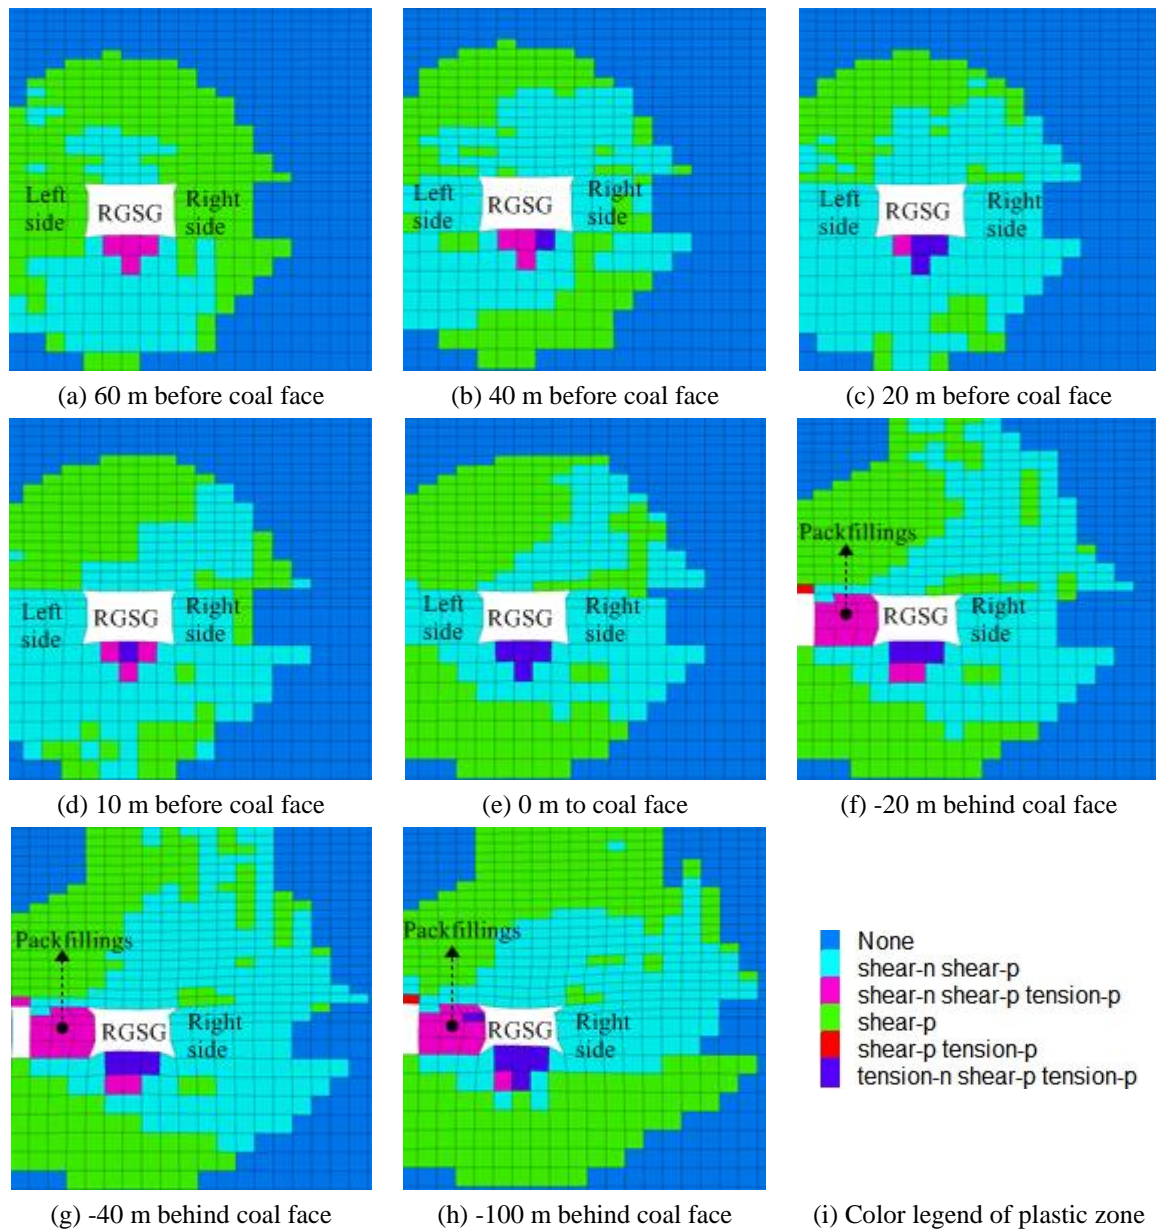 Left
side
RGSG
Right
side
Left
side
RGSG
Right
side
Left
side
RGSG
Right
side
(a) 60 m before coal face
(b) 40 m before coal face
(c) 20 m before coal face
Left
side
RGSG
Right
side
Left
side
RGSG
Right
side
Packfillings
RGSG
Right
side
(d) 10 m before coal face
(e) 0 m to coal face
(f) -20 m behind coal face
Packfillings
RGSG
Right
side
Packfillings
RGSG
Right
side
None
shear-n shear-p
shear-n shear-p tension-p
shear-p
shear-p tension-p
tension-n shear-p tension-p
(g) -40 m behind coal face
(h) -100 m behind coal face
(i) Color legend of plastic zone